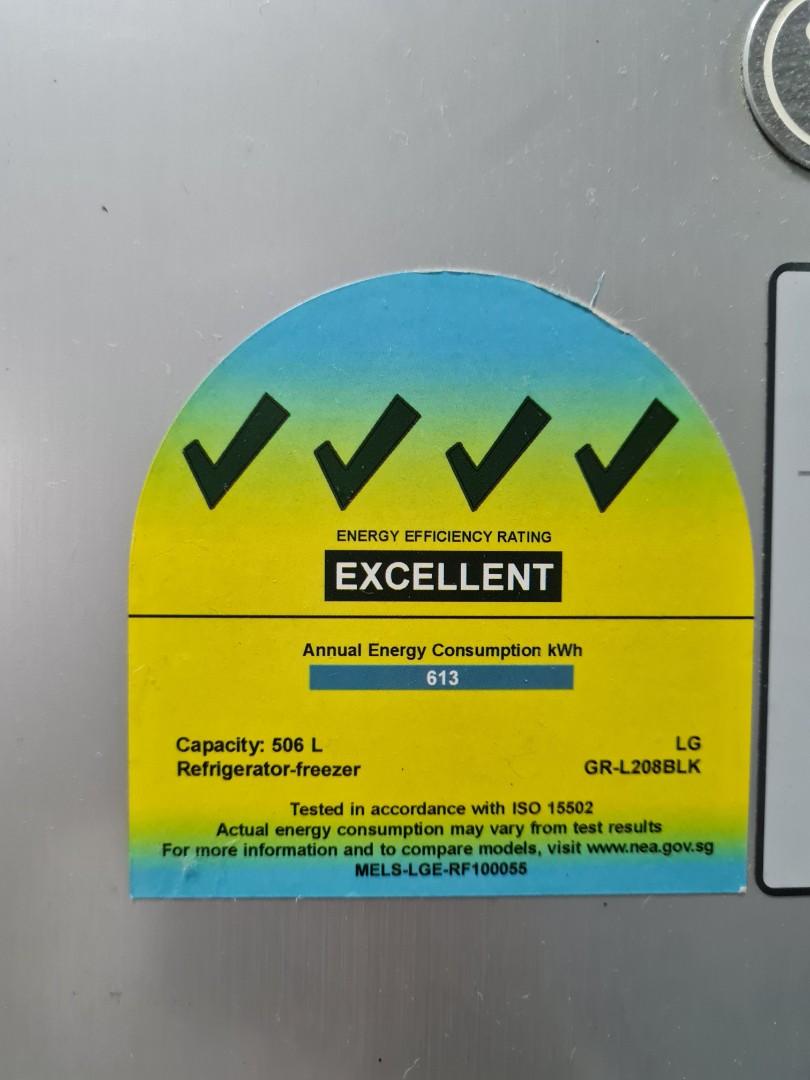 ENERGY EFFICIENCY RATING
EXCELLENT
Annual Energy Consumption kWh
613
Capacity: 506 L
LG
Refrigerator-freezer
GR-L208BLK
Tested in accordance with ISO 15502
Actual energy consumption may vary from test results
For more information and to compare models, visit www.nea.gov.sg
MELS-LGE-RF100055